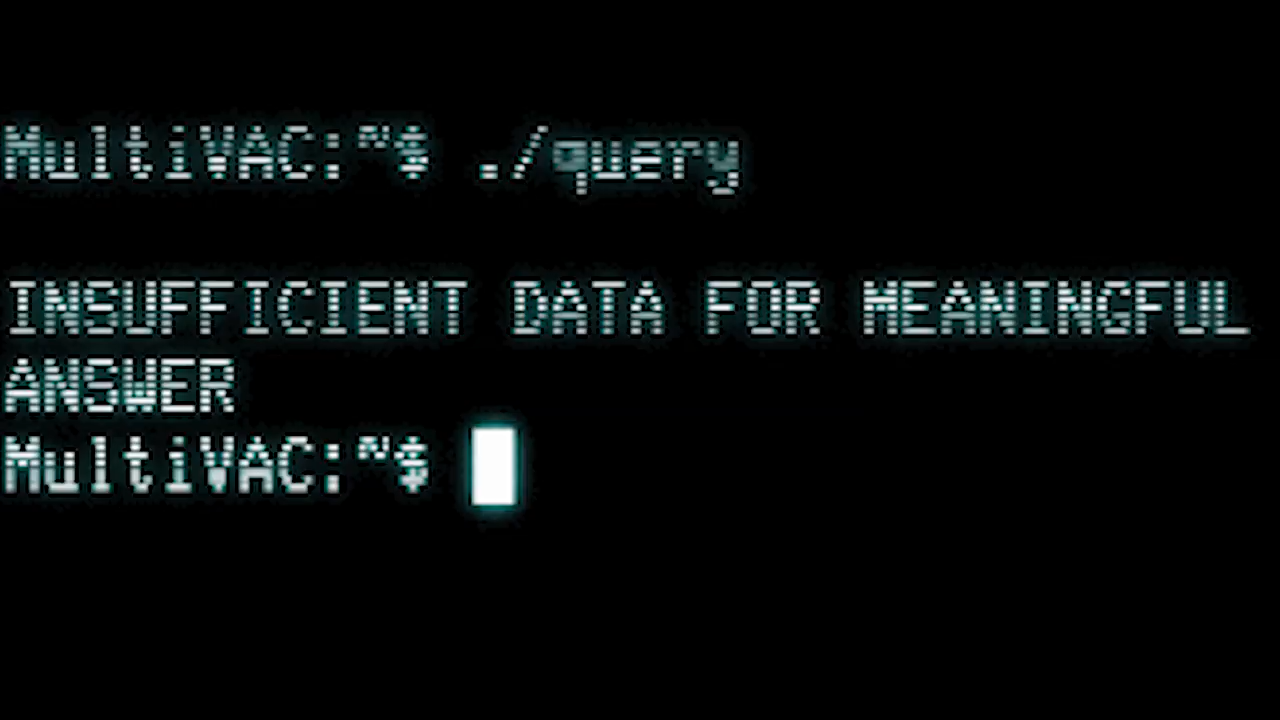 MultiVAC:~$ ./query
INSUFFICIENT DATA FOR MEANINGFUL
ANSWER
MultiVAC:~$